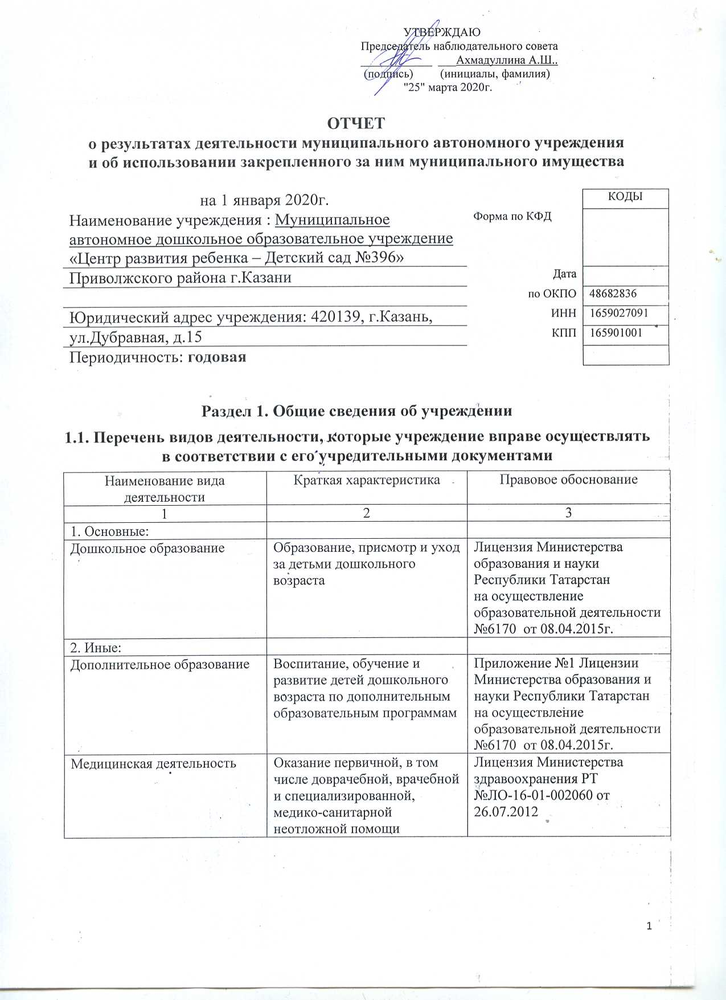 УТВЕРЖДАЮ
Председатель наблюдательного совета
____________ ___Ахмадуллина А.Ш..
(подпись) (инициалы, фамилия)
"25" марта 2020г.
ОТЧЕТ
о результатах деятельности муниципального автономного учреждения
и об использовании закрепленного за ним муниципального имущества
на 1 января 2020г.
КОДЫ
Наименование учреждения : Муниципальное
Форма по КФД
автономное дошкольное образовательное учреждение
«Центр развития ребенка – Детский сад №396»
Приволжского района г.Казани
Дата
по ОКПО 48682836
Юридический адрес учреждения: 420139, г.Казань,
ИНН 1659027091
ул.Дубравная, д.15
КПП 165901001
Периодичность: годовая
Раздел 1. Общие сведения об учреждении
1.1. Перечень видов деятельности, которые учреждение вправе осуществлять
в соответствии с его учредительными документами
Наименование вида
деятельности
Краткая характеристика
Правовое обоснование
1
2
3
1. Основные:
Дошкольное образование
Образование, присмотр и уход
за детьми дошкольного
возраста
Лицензия Министерства
образования и науки
Республики Татарстан
на осуществление
образовательной деятельности
№6170 от 08.04.2015г.
2. Иные:
Дополнительное образование
Воспитание, обучение и
развитие детей дошкольного
возраста по дополнительным
образовательным программам
Приложение №1 Лицензии
Министерства образования и
науки Республики Татарстан
на осуществление
образовательной деятельности
№6170 от 08.04.2015г.
Медицинская деятельность
Оказание первичной, в том
числе доврачебной, врачебной
и специализированной,
медико-санитарной
неотложной помощи
Лицензия Министерства
здравоохранения РТ
№ЛО-16-01-002060 от
26.07.2012
1